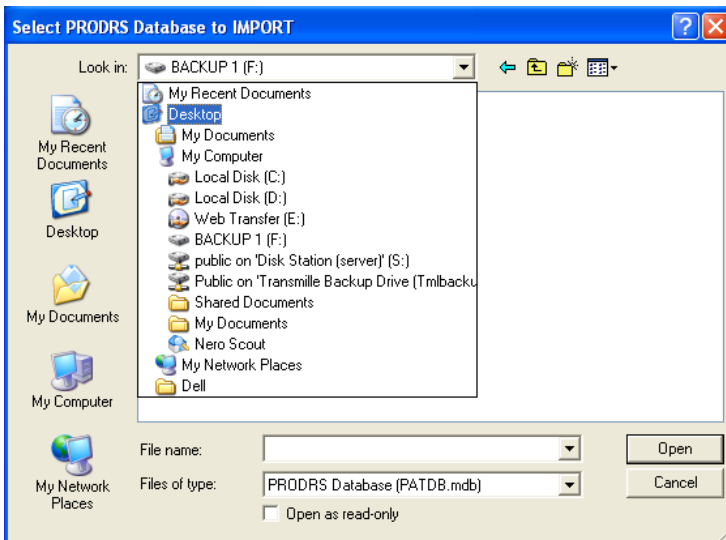 Select PRODRS Database to IMPORT
Look in:
BACKUP 1 (F:)
My Recent Documents
Desktop
My Documents
My Computer
Local Disk (C:)
Local Disk (D:)
Web Transfer (E:)
BACKUP 1 (F:)
public on 'Disk Station (server)' (S:)
Public on 'Transmille Backup Drive (Tmlbacku
Shared Documents
My Documents
Nero Scout
My Network Places
Dell
My Recent
Documents
Desktop
My Documents
My Computer
My Network
Places
File name:
Open
Files of type:
PRODRS Database (PATDB.mdb)
Cancel
Open as read-only